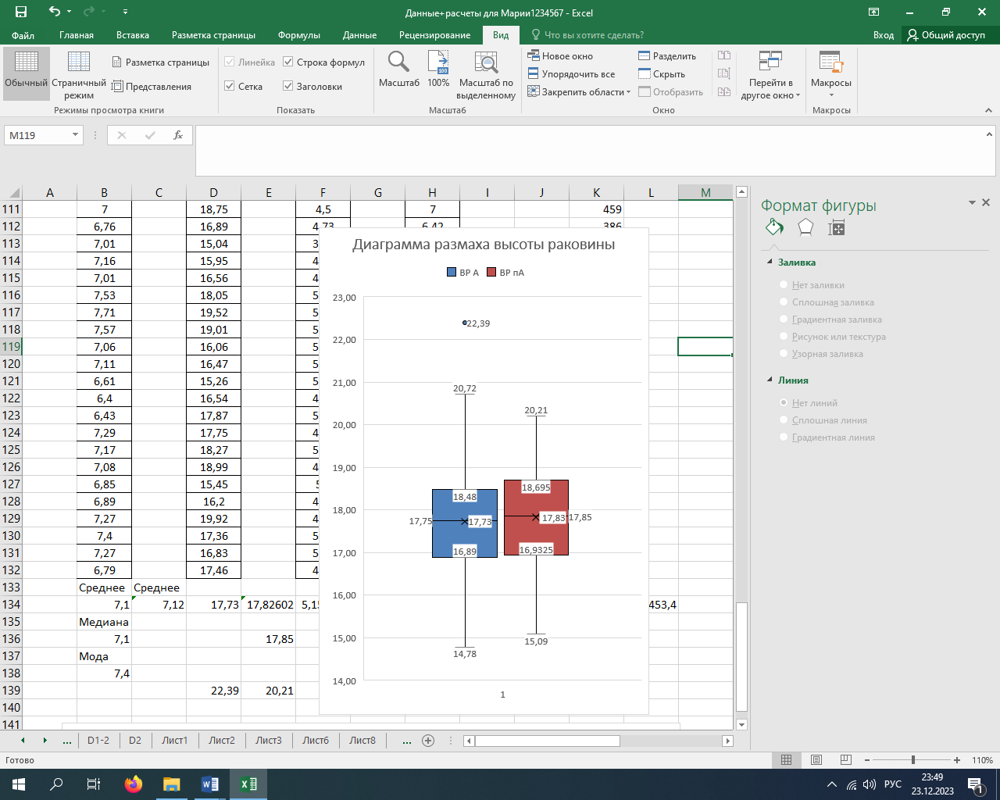 Данные+расчеты для Марии1234567 - Excel
Файл Главная Вставка Разметка страницы Формулы Данные Рецензирование Вид Что вы хотите сделать? Вход Общий доступ
Обычный
Страничный режим
Разметка страницы
Представления
Режимы просмотра книги
Линейка
Строка формул
Сетка
Заголовки
Показать
Масштаб
100
100%
Масштаб по выделенному
Масштаб
Новое окно
Упорядочить все
Закрепить области
Разделить
Скрыть
Отобразить
Перейти в другое окно
Окно
Макросы
Макросы
M119 fx
A B C D E F G H I J K L M
111 7 18,75 4,5 7 459
112 6,76 16,89 4,73 6,42 386
113 7,01 15,04 3
114 7,16 15,95 4
115 7,01 16,56 4
116 7,53 18,05 5
117 7,71 19,52 5
118 7,57 19,01 5
119 7,06 16,06 5
120 7,11 16,47 5
121 6,61 15,26 5
122 6,4 16,54 4
123 6,43 17,87 5
124 7,29 17,75 4
125 7,17 18,27 5
126 7,08 18,99 4
127 6,85 15,45
128 6,89 16,2 4
129 7,27 19,92 4
130 7,4 17,36 5
131 7,27 16,83 5
132 6,79 17,46 4
133 Среднее Среднее
134 7,1 7,12 17,73 17,82602 5,15 453,4
135 Медиана
136 7,1 17,85
137 Мода
138 7,4
139 22,39 20,21
140
141
Диаграмма размаха высоты раковины
ВР А ВР пА
23,00
22,39
22,00
21,00
20,72
20,21
20,00
19,00
18,48 18,695
18,00
17,75 17,73 17,83 17,85
16,89 16,9325
17,00
16,00
15,00
15,09
14,78
14,00
1
Формат фигуры
Заливка
Нет заливки
Сплошная заливка
Градиентная заливка
Рисунок или текстура
Узорная заливка
Линия
Нет линий
Сплошная линия
Градиентная линия
... D1-2 D2 Лист1 Лист2 Лист3 Лист6 Лист8 ...
Готово 110%
РУС
23:49
23.12.2023
1